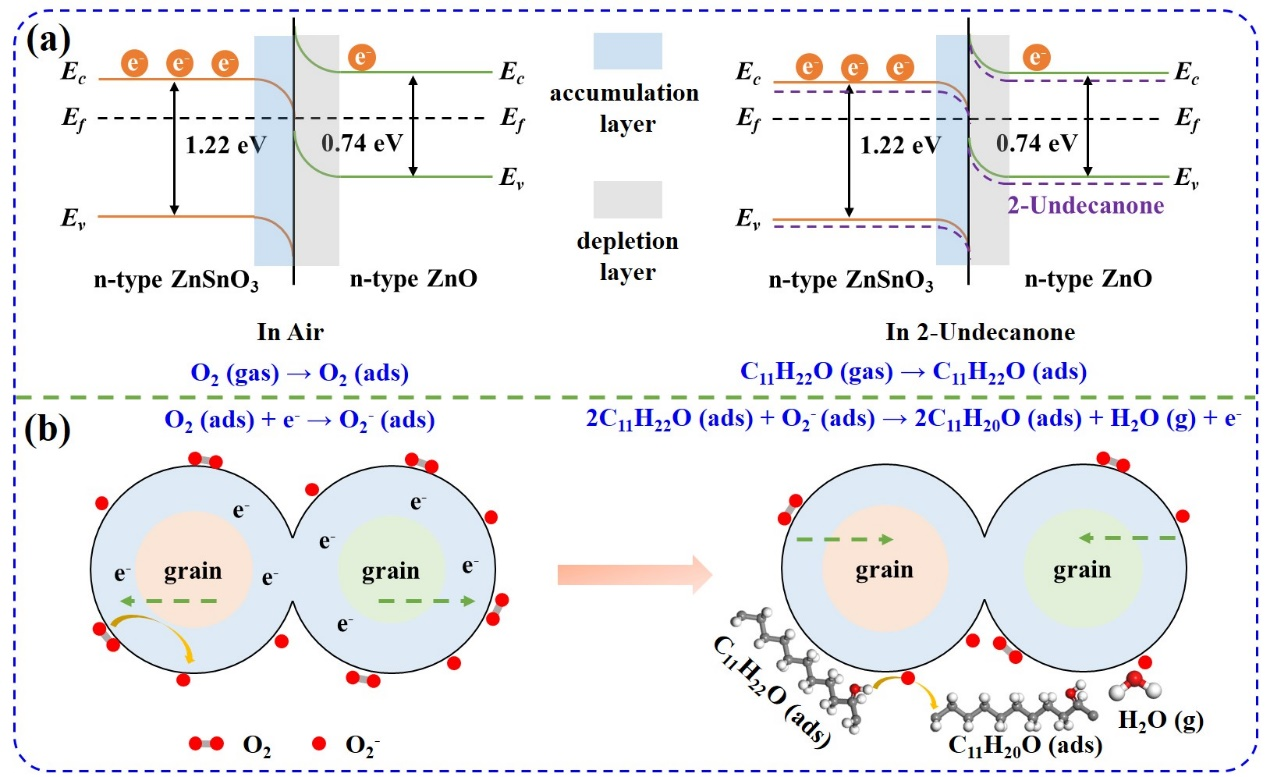 (a)
e⁻ e⁻ e⁻ e⁻
E_c E_c
E_f E_f
1.22 eV 0.74 eV
E_v
E_v
n-type ZnSnO₃ n-type ZnO
In Air
O₂ (gas) → O₂ (ads)
accumulation
layer
depletion
layer
e⁻ e⁻ e⁻ e⁻
E_c E_c
E_f E_f
1.22 eV 0.74 eV
E_v
E_v
2-Undecanone
n-type ZnSnO₃ n-type ZnO
In 2-Undecanone
C₁₁H₂₂O (gas) → C₁₁H₂₂O (ads)
(b)
O₂ (ads) + e⁻ → O₂⁻ (ads)
2C₁₁H₂₂O (ads) + O₂⁻ (ads) → 2C₁₁H₂₀O (ads) + H₂O (g) + e⁻
e⁻ e⁻
e⁻
e⁻ grain e⁻ grain e⁻
e⁻
O₂ O₂⁻
grain grain
C₁₁H₂₂O (ads)
C₁₁H₂₀O (ads)
H₂O (g)